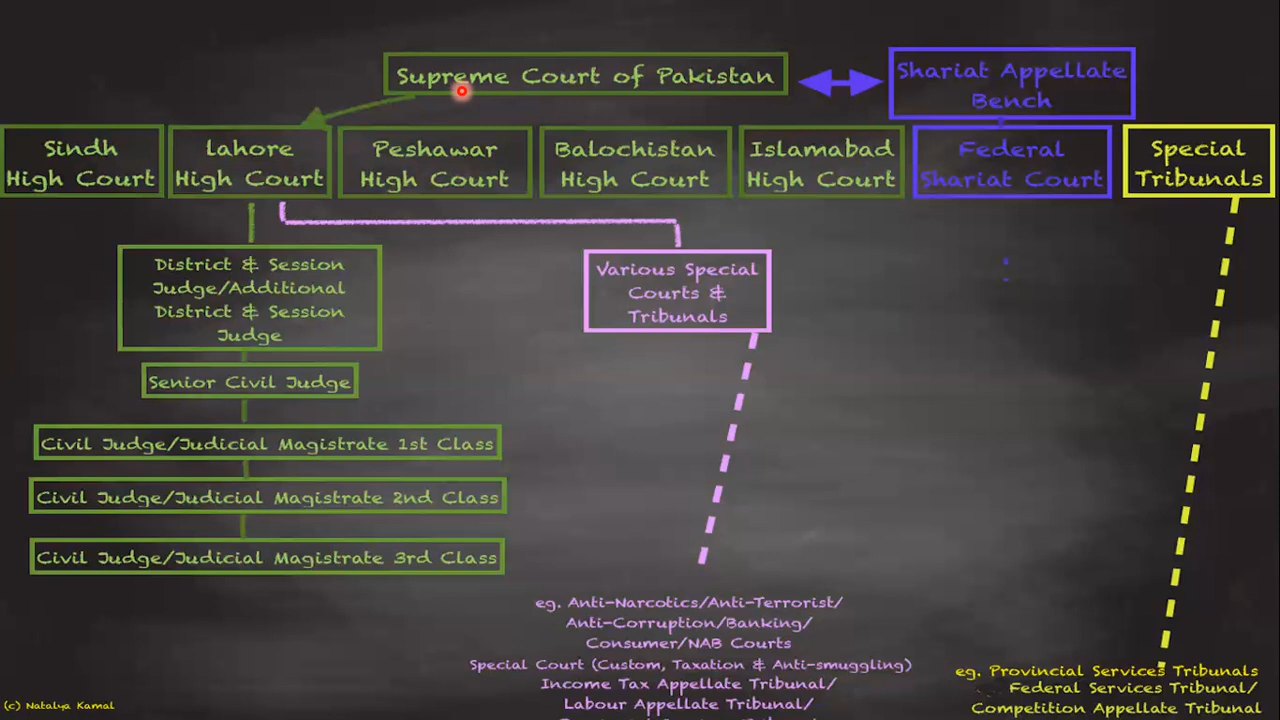 Supreme Court of Pakistan
Shariat Appellate
Bench
Sindh
High Court
Lahore
High Court
Peshawar
High Court
Balochistan
High Court
Islamabad
High Court
Federal
Shariat Court
Special
Tribunals
District & Session
Judge/Additional
District & Session
Judge
Various Special
Courts &
Tribunals
Senior Civil Judge
Civil Judge/Judicial Magistrate 1st Class
Civil Judge/Judicial Magistrate 2nd Class
Civil Judge/Judicial Magistrate 3rd Class
eg. Anti-Narcotics/Anti-Terrorist/
Anti-Corruption/Banking/
Consumer/NAB Courts
Special Court (Custom, Taxation & Anti-smuggling)
Income Tax Appellate Tribunal/
Labour Appellate Tribunal/
eg. Provincial Services Tribunals
Federal Services Tribunal/
Competition Appellate Tribunal
(c) Natalya Kamal